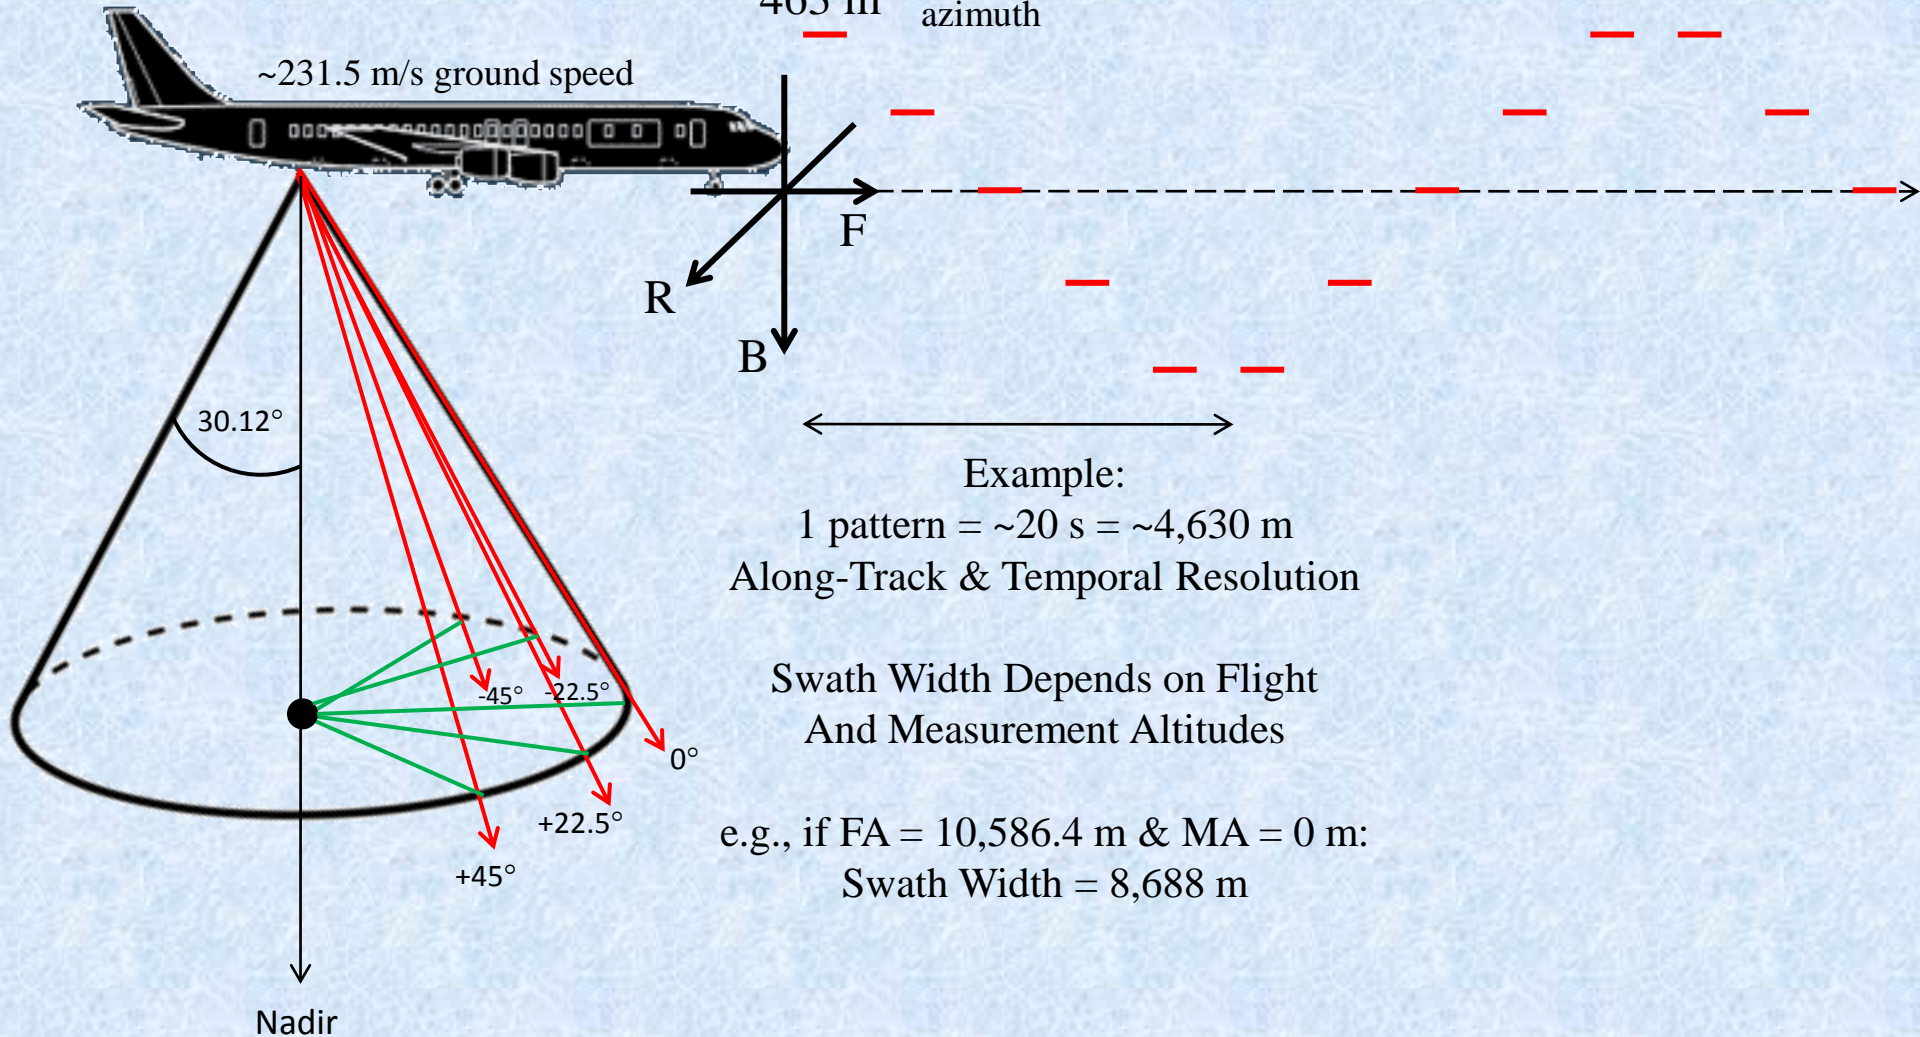 465 m
azimuth
~231.5 m/s ground speed
F
R
B
30.12°
Example:
1 pattern = ~20 s = ~4,630 m
Along-Track & Temporal Resolution
-45°
-22.5°
0°
+22.5°
+45°
Swath Width Depends on Flight
And Measurement Altitudes
e.g., if FA = 10,586.4 m & MA = 0 m:
Swath Width = 8,688 m
Nadir